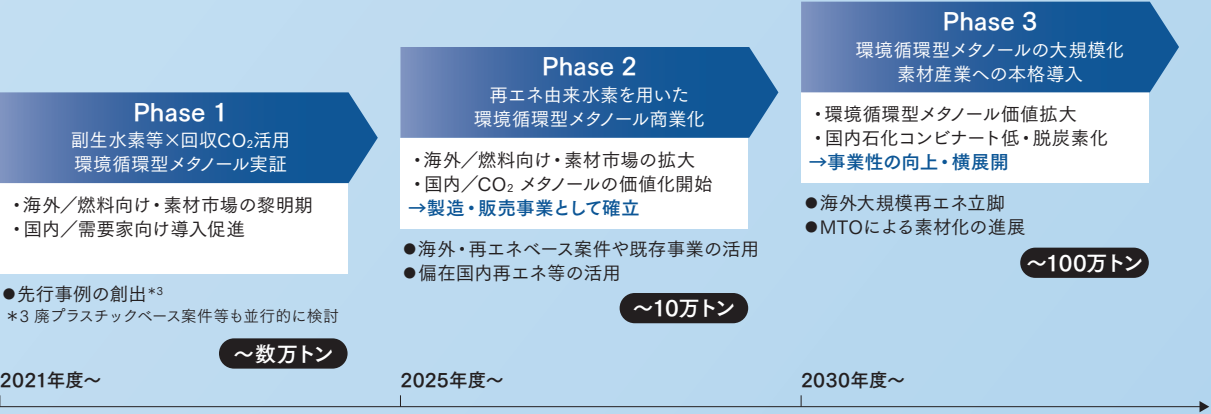 Phase 1
副生水素等×回収CO₂活用
環境循環型メタノール実証
・海外／燃料向け・素材市場の黎明期
・国内／需要家向け導入促進
●先行事例の創出*3
*3 廃プラスチックベース案件等も並行的に検討
～数万トン
2021年度～
Phase 2
再エネ由来水素を用いた
環境循環型メタノール商業化
・海外／燃料向け・素材市場の拡大
・国内／CO₂ メタノールの価値化開始
→製造・販売事業として確立
●海外・再エネベース案件や既存事業の活用
●偏在国内再エネ等の活用
～10万トン
2025年度～
Phase 3
環境循環型メタノールの大規模化
素材産業への本格導入
・環境循環型メタノール価値拡大
・国内石化コンビナート低・脱炭素化
→事業性の向上・横展開
●海外大規模再エネ立脚
●MTOによる素材化の進展
～100万トン
2030年度～